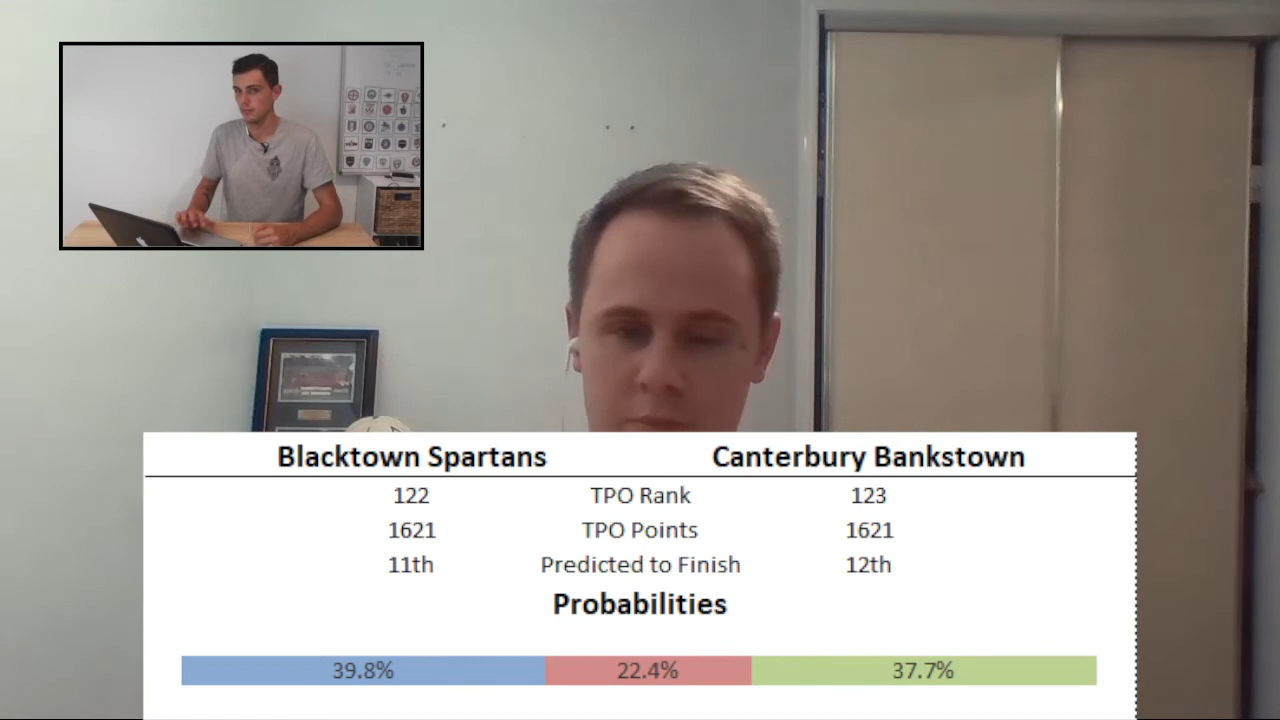 Blacktown Spartans Canterbury Bankstown
122 TPO Rank 123
1621 TPO Points 1621
11th Predicted to Finish 12th
Probabilities
39.8% 22.4% 37.7%